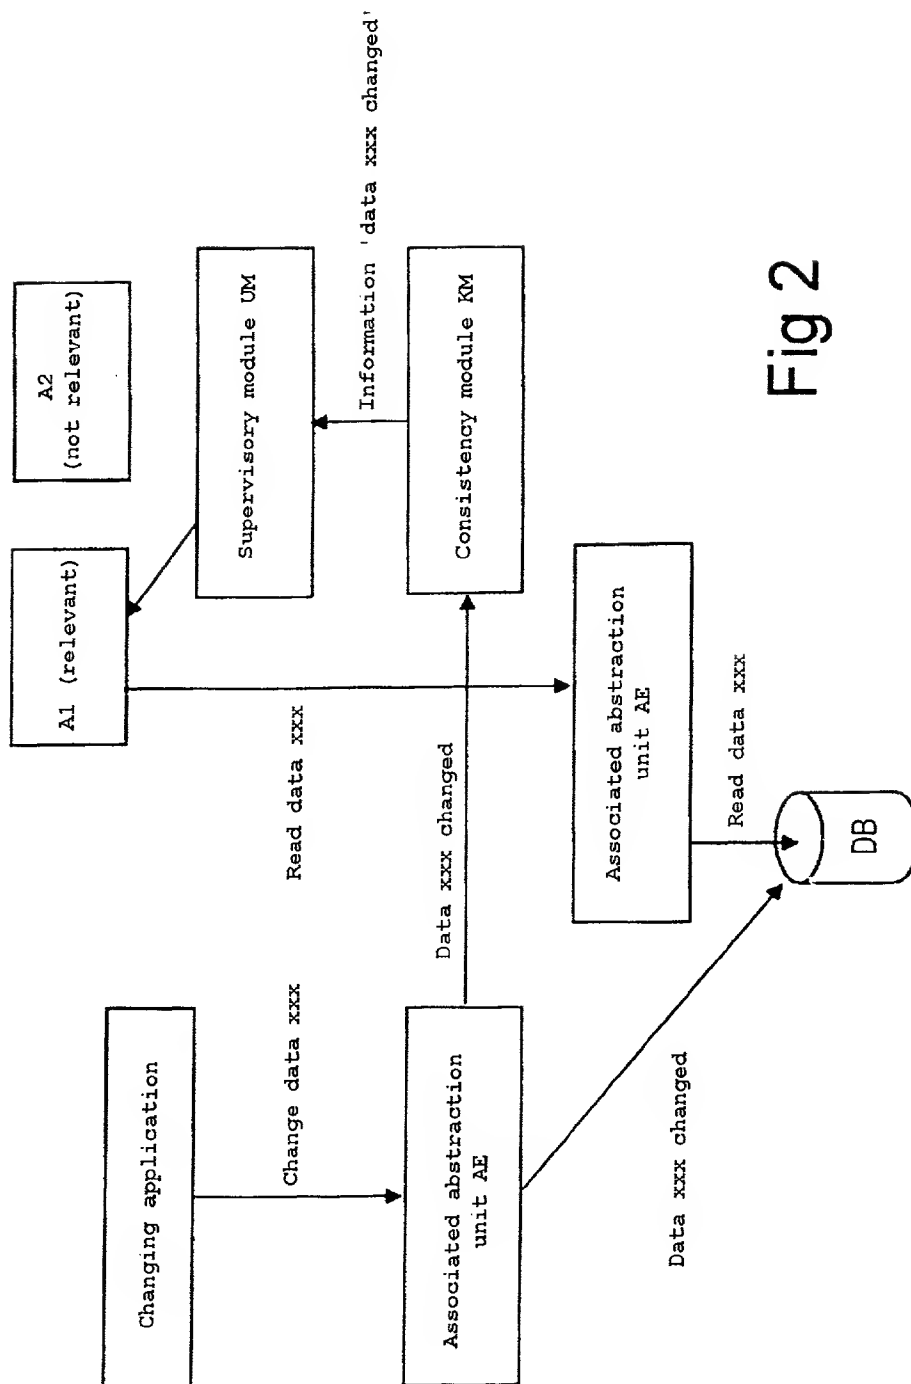 Changing application
Change data xxx
Associated abstraction
unit AE
Data xxx changed
Data xxx changed
A1 (relevant)
Read data xxx
Associated abstraction
unit AE
Read data xxx
DB
A2
(not relevant)
Supervisory module UM
Information 'data xxx changed'
Consistency module KM
Fig 2